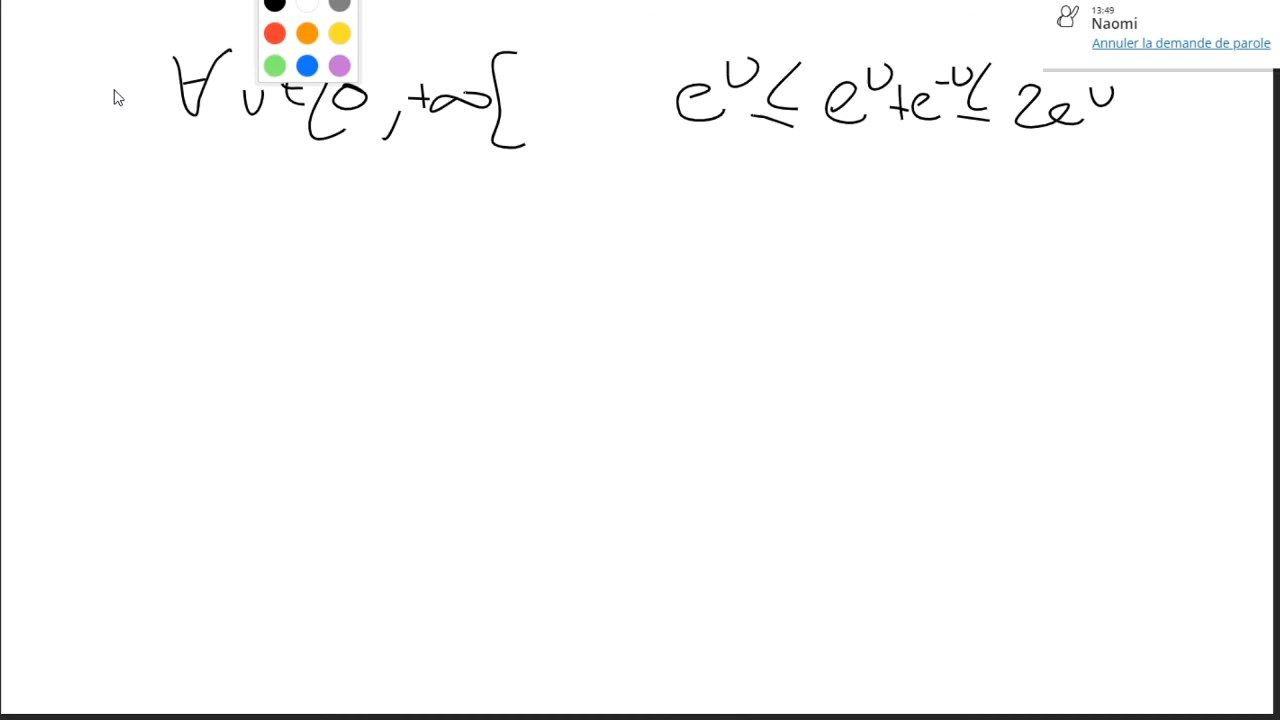 13:49
Naomi
Annuler la demande de parole
∀ u ∈ [0, +∞[ e^u ≤ e^u + e^-u ≤ 2e^u